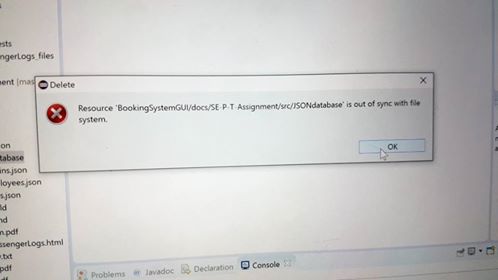 ests
engerLogs_files
ment [mas
Delete
Resource 'BookingSystemGUI/docs/SE-P-T-Assignment/src/JSONdatabase' is out of sync with file
system.
OK
on
tabase
ins.json
loyees.json
s.json
ld
nd
n.pdf
ssengerLogs.html
.txt
pdf
Problems
Javadoc
Declaration
Console